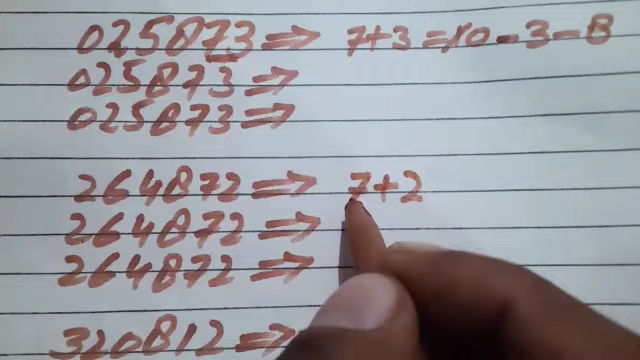 025873 ⇒ 7+3=10-3-8
025873 ⇒
025873 ⇒
264872 ⇒ 7+2
264872 ⇒
264872 ⇒
320812 ⇒